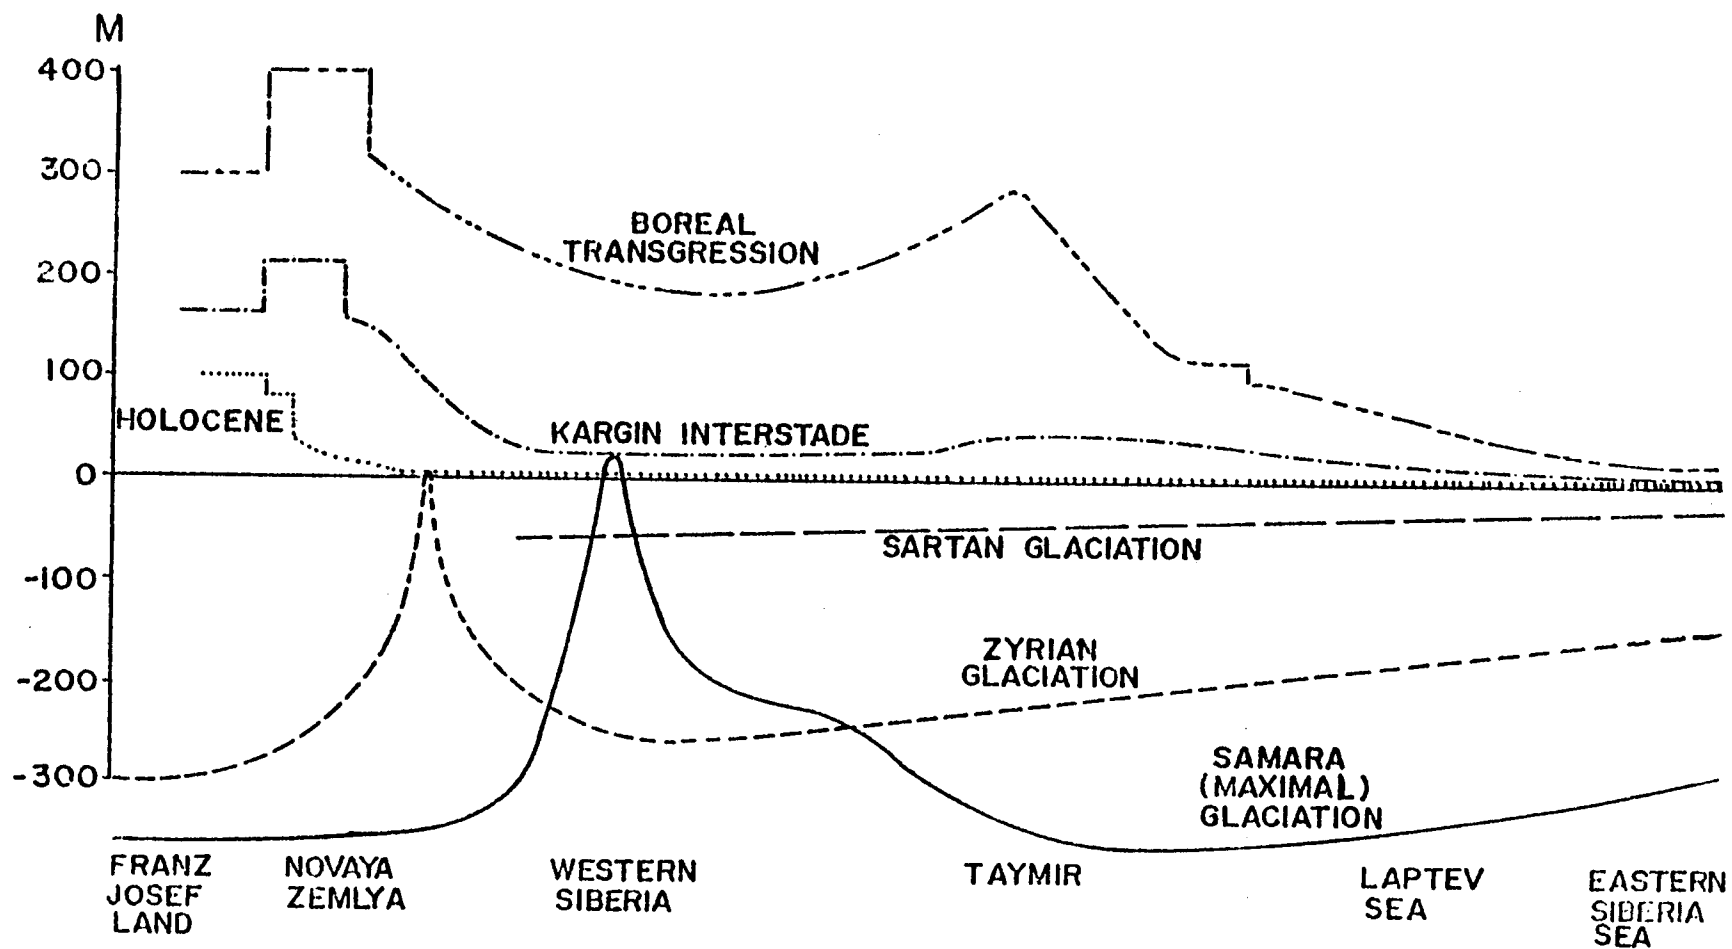 M
400
300
200
100
0
-100
-200
-300
BOREAL
TRANSGRESSION
HOLOCENE
KARGIN INTERSTADE
SARTAN GLACIATION
ZYRIAN
GLACIATION
SAMARA
(MAXIMAL)
GLACIATION
FRANZ
JOSEF
LAND
NOVAYA
ZEMLYA
WESTERN
SIBERIA
TAYMIR
LAPTEV
SEA
EASTERN
SIBERIA
SEA